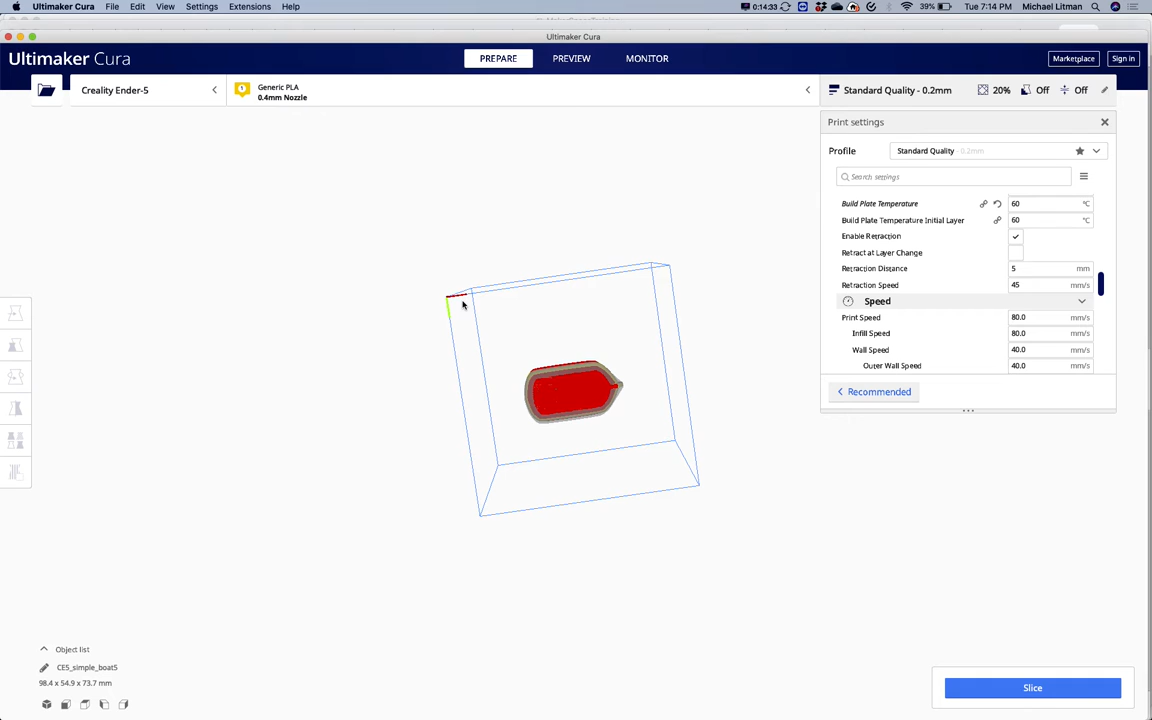 Ultimaker Cura File Edit View Settings Extensions Help 0:14:33 39% Tue 7:14 PM Michael Litman
Ultimaker Cura
Ultimaker Cura PREPARE PREVIEW MONITOR Marketplace Sign in
Creality Ender-5
1 Generic PLA
0.4mm Nozzle
Standard Quality - 0.2mm 20% Off Off
Print settings
Profile Standard Quality - 0.2mm
Search settings
Build Plate Temperature 60 °C
Build Plate Temperature Initial Layer 60 °C
Enable Retraction
Retract at Layer Change
Retraction Distance 5 mm
Retraction Speed 45 mm/s
Speed
Print Speed 80.0 mm/s
Infill Speed 80.0 mm/s
Wall Speed 40.0 mm/s
Outer Wall Speed 40.0 mm/s
Recommended
Object list
CE5_simple_boat5
98.4 x 54.9 x 73.7 mm
Slice